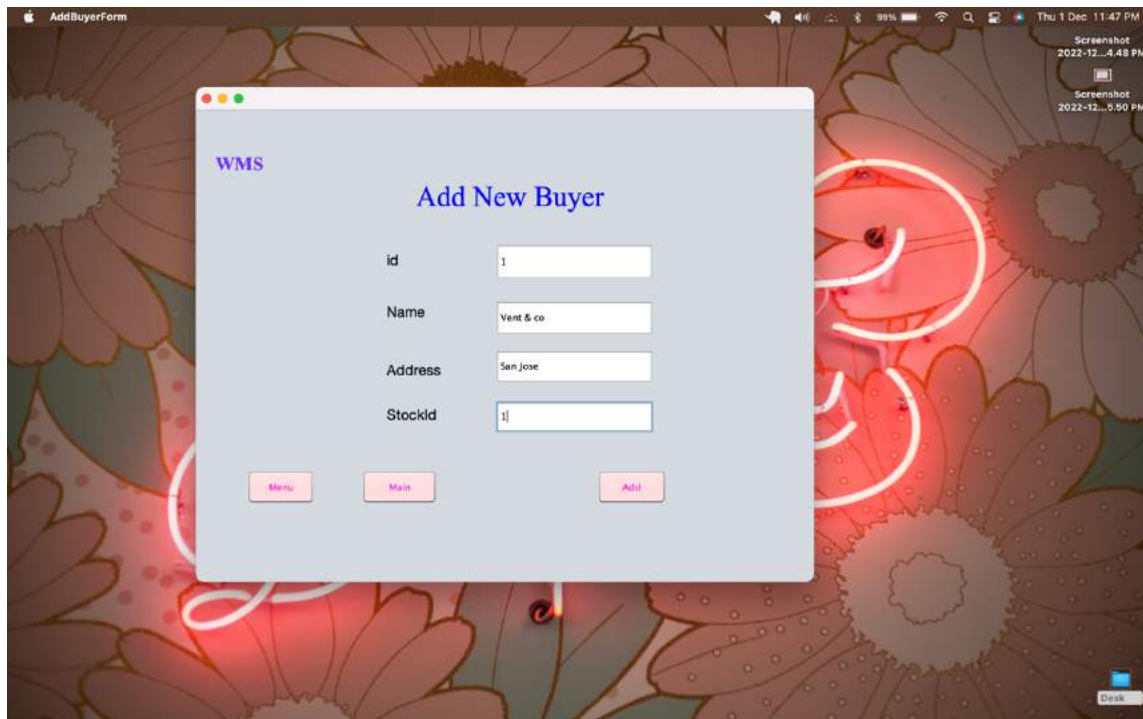 AddBuyerForm 99% Thu 1 Dec 11:47 PM
Screenshot
2022-12...4.48 PM
Screenshot
2022-12...5.50 PM
WMS
Add New Buyer
id 1
Name Vent & co
Address San Jose
StockId 1
Menu Main Add
Desk